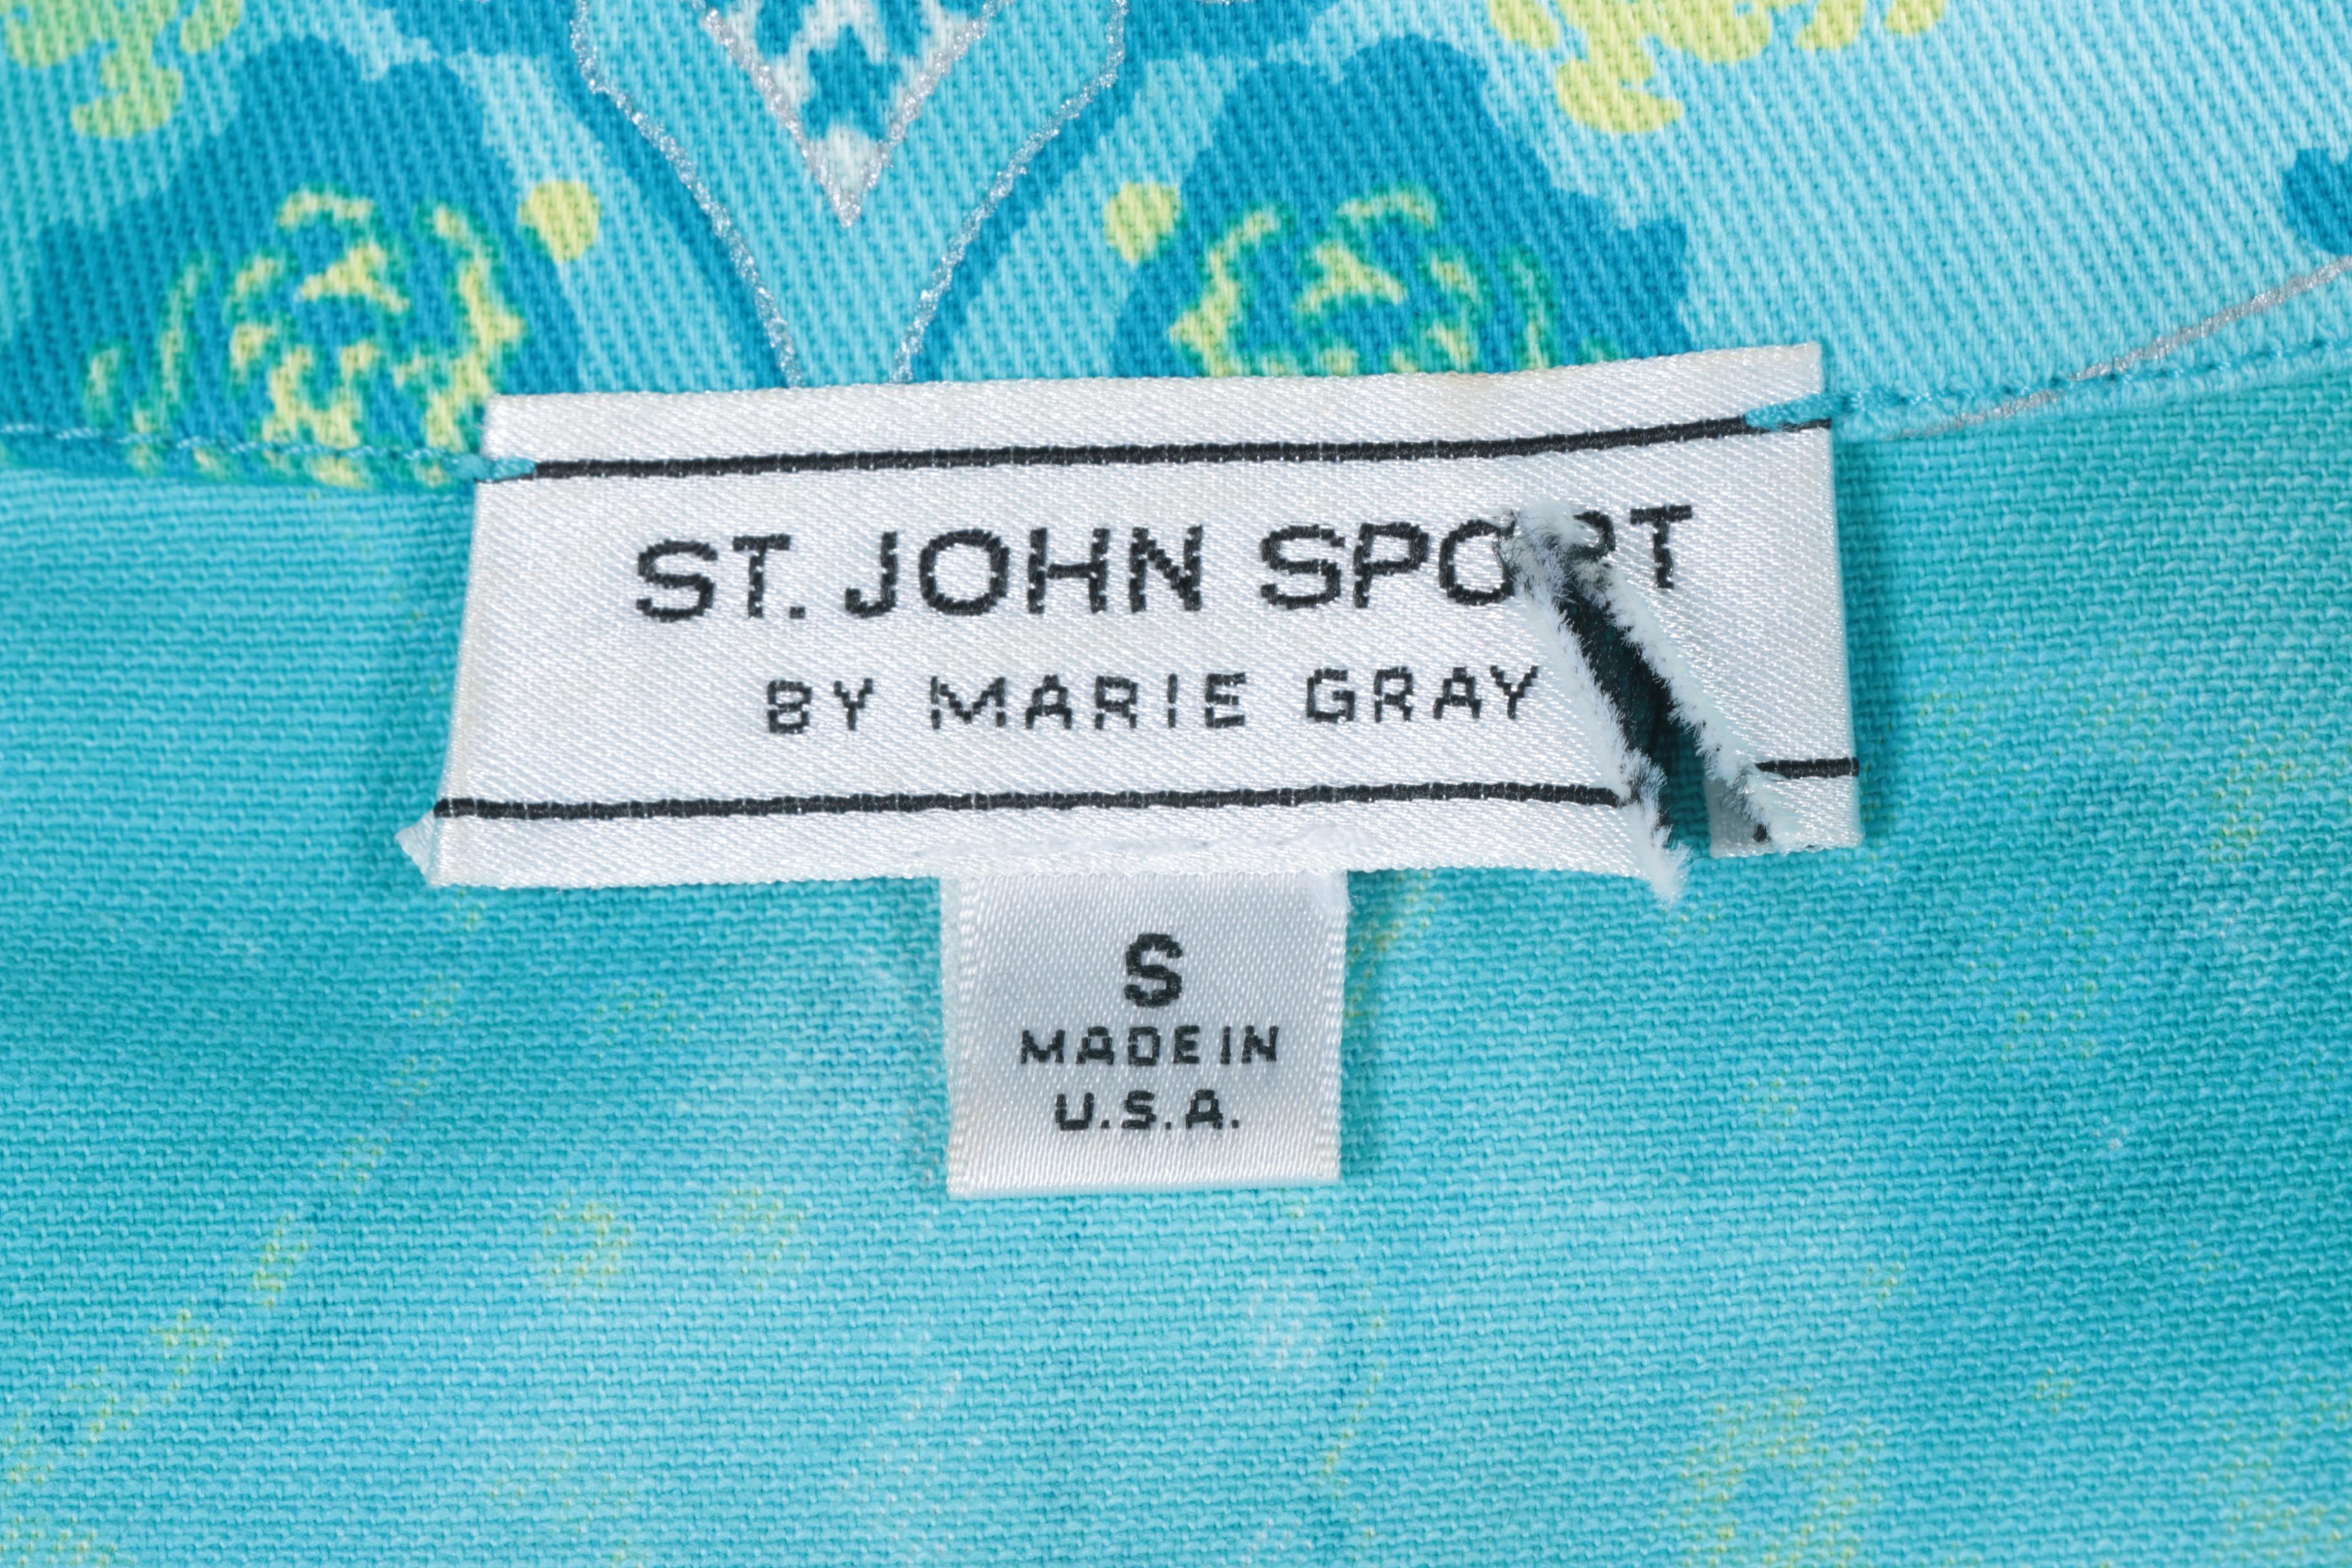 ST. JOHN SPORT
BY MARIE GRAY
S
MADE IN
U.S.A.